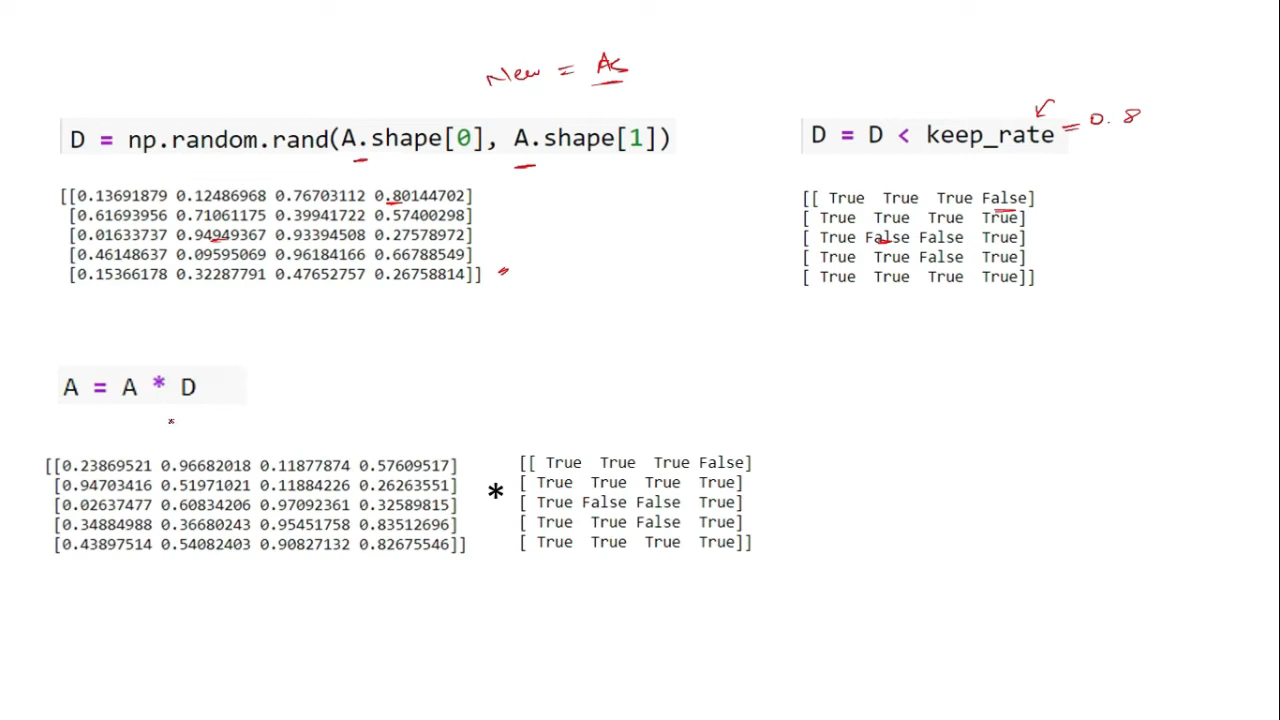 New = As
D = np.random.rand(A.shape[0], A.shape[1])
[[0.13691879 0.12486968 0.76703112 0.80144702]
[0.61693956 0.71061175 0.39941722 0.57400298]
[0.01633737 0.94949367 0.93394508 0.27578972]
[0.46148637 0.09595069 0.96184166 0.66788549]
[0.15366178 0.32287791 0.47652757 0.26758814]]
D = D < keep_rate = 0.8
[[ True True True False]
[ True True True True]
[ True False False True]
[ True True False True]
[ True True True True]]
A = A * D
[[0.23869521 0.96682018 0.11877874 0.57609517]
[0.94703416 0.51971021 0.11884226 0.26263551]
[0.02637477 0.60834206 0.97092361 0.32589815]
[0.34884988 0.36680243 0.95451758 0.83512696]
[0.43897514 0.54082403 0.90827132 0.82675546]]
*
[[ True True True False]
[ True True True True]
[ True False False True]
[ True True False True]
[ True True True True]]